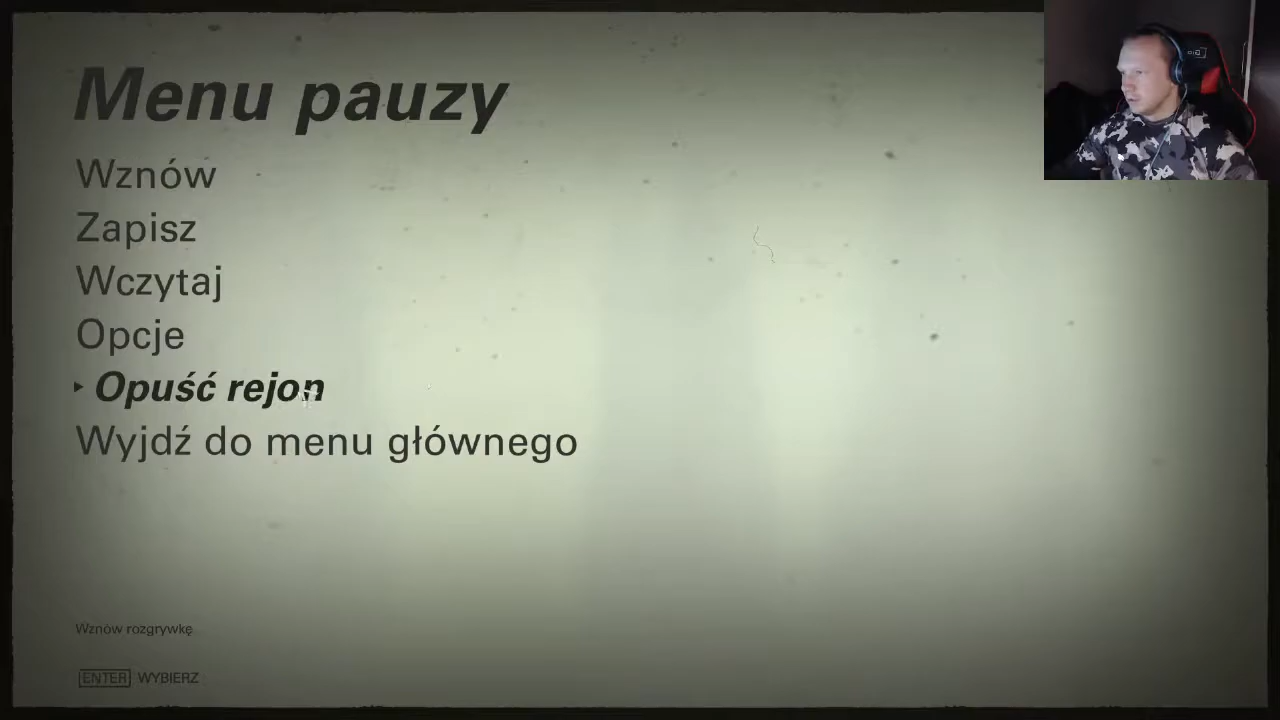 Menu pauzy
Wznów
Zapisz
Wczytaj
Opcje
Opuść rejon
Wyjdź do menu głównego
Wznów rozgrywkę
ENTER WYBIERZ